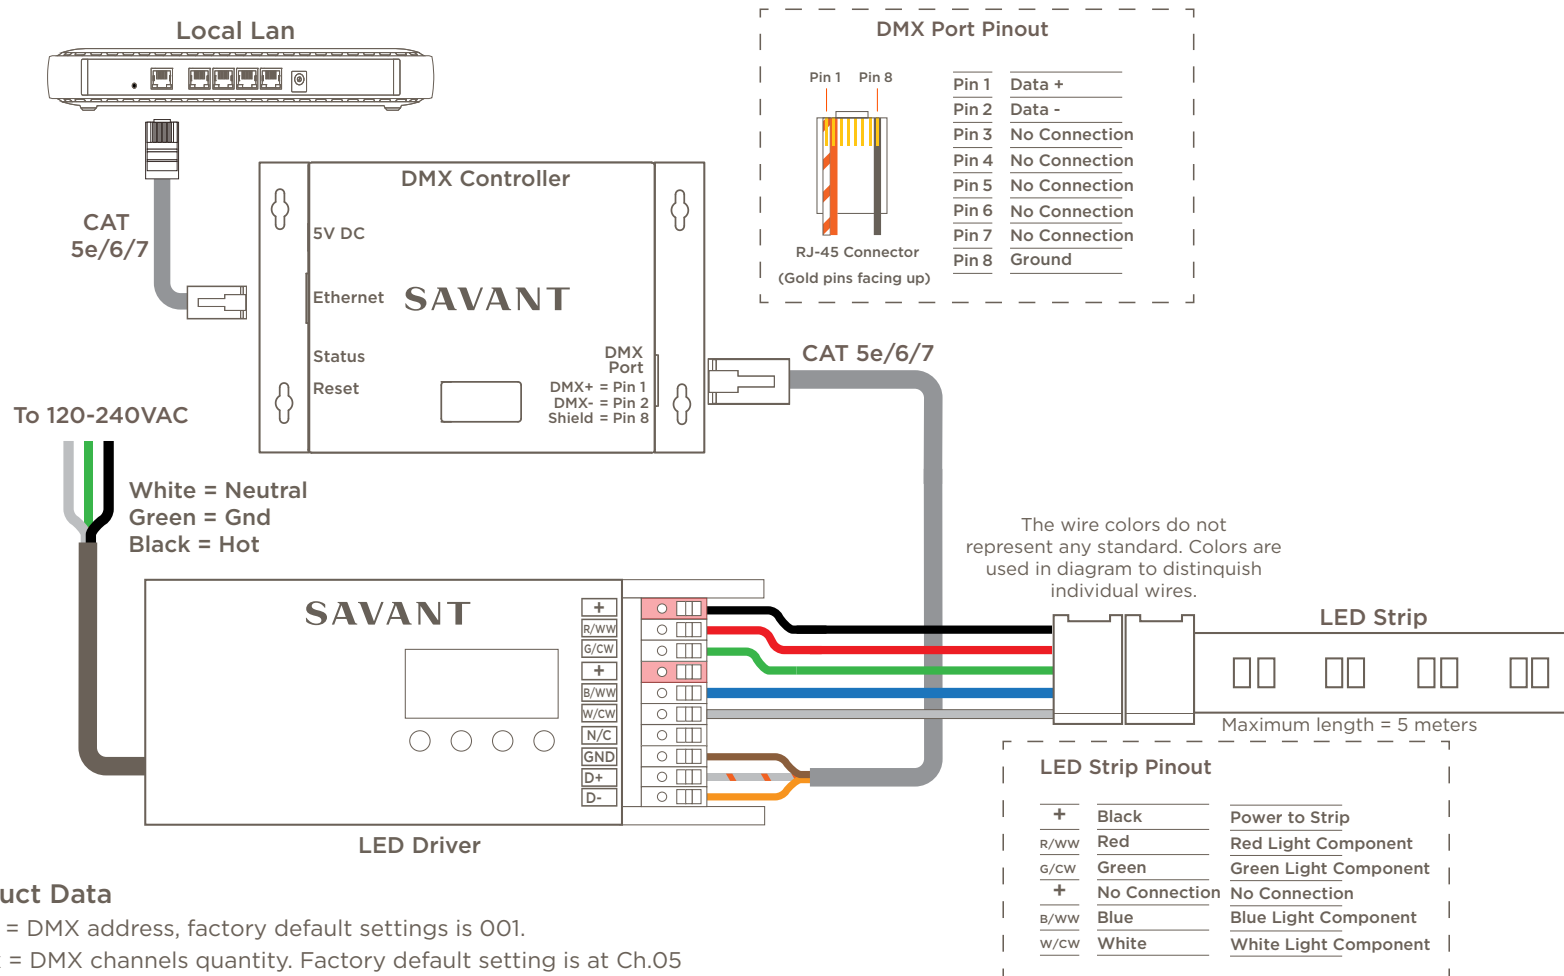 Local Lan
CAT
5e/6/7
DMX Controller
5V DC
Ethernet
SAVANT
Status
Reset
DMX
Port
DMX+ = Pin 1
DMX- = Pin 2
Shield = Pin 8
DMX Port Pinout
Pin 1 Pin 8
RJ-45 Connector
(Gold pins facing up)
Pin 1 Data +
Pin 2 Data -
Pin 3 No Connection
Pin 4 No Connection
Pin 5 No Connection
Pin 6 No Connection
Pin 7 No Connection
Pin 8 Ground
CAT 5e/6/7
To 120-240VAC
White = Neutral
Green = Gnd
Black = Hot
The wire colors do not
represent any standard. Colors are
used in diagram to distinquish
individual wires.
SAVANT
+
R/WW
G/CW
+
B/WW
W/CW
N/C
GND
D+
D-
LED Driver
LED Strip
Maximum length = 5 meters
LED Strip Pinout
+ Black Power to Strip
R/WW Red Red Light Component
G/CW Green Green Light Component
+ No Connection No Connection
B/WW Blue Blue Light Component
W/CW White White Light Component
uct Data
= DMX address, factory default settings is 001.
= DMX channels quantity. Factory default setting is at Ch.05